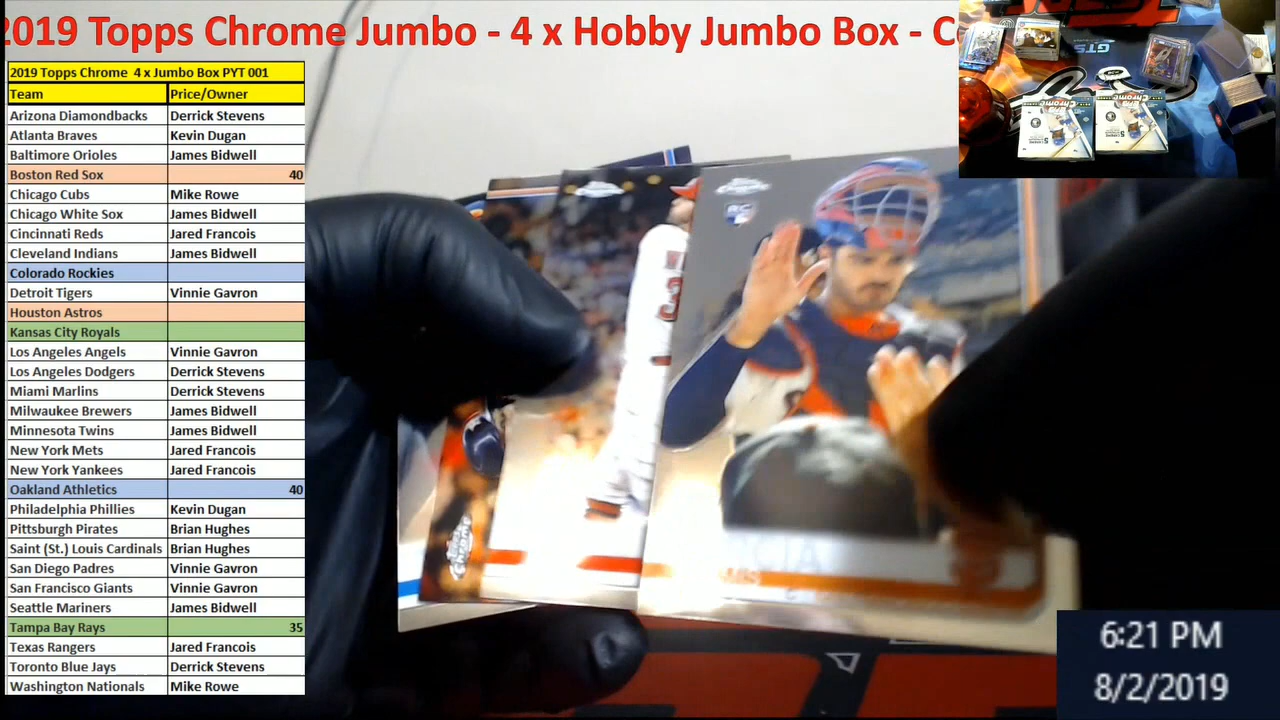 2019 Topps Chrome Jumbo - 4 x Hobby Jumbo Box - C
2019 Topps Chrome 4 x Jumbo Box PYT 001
Team Price/Owner
Arizona Diamondbacks Derrick Stevens
Atlanta Braves Kevin Dugan
Baltimore Orioles James Bidwell
Boston Red Sox 40
Chicago Cubs Mike Rowe
Chicago White Sox James Bidwell
Cincinnati Reds Jared Francois
Cleveland Indians James Bidwell
Colorado Rockies
Detroit Tigers Vinnie Gavron
Houston Astros
Kansas City Royals
Los Angeles Angels Vinnie Gavron
Los Angeles Dodgers Derrick Stevens
Miami Marlins Derrick Stevens
Milwaukee Brewers James Bidwell
Minnesota Twins James Bidwell
New York Mets Jared Francois
New York Yankees Jared Francois
Oakland Athletics 40
Philadelphia Phillies Kevin Dugan
Pittsburgh Pirates Brian Hughes
Saint (St.) Louis Cardinals Brian Hughes
San Diego Padres Vinnie Gavron
San Francisco Giants Vinnie Gavron
Seattle Mariners James Bidwell
Tampa Bay Rays 35
Texas Rangers Jared Francois
Toronto Blue Jays Derrick Stevens
Washington Nationals Mike Rowe
RC
3
6:21 PM
8/2/2019